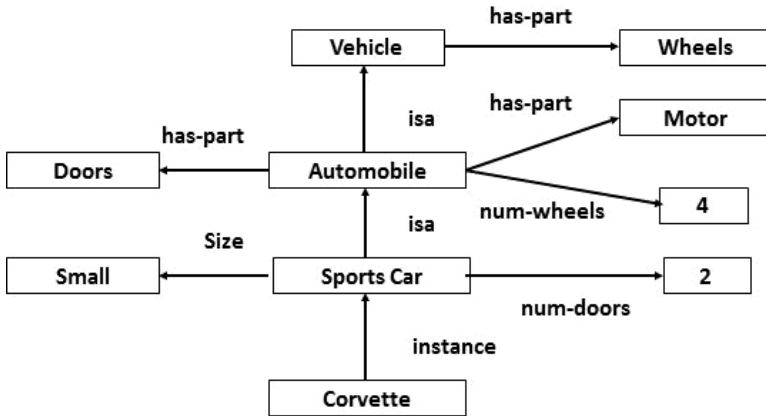 has-part
Vehicle
Wheels
isa
has-part
has-part
Motor
Doors
Automobile
num-wheels
4
isa
Size
Small
Sports Car
2
num-doors
instance
Corvette